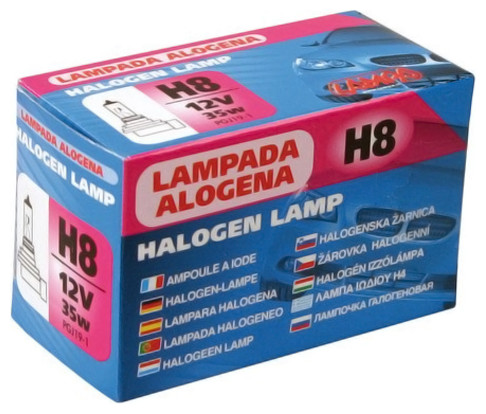 LAMPADA ALOGENA
HALOGEN LAMP
H8
12V
35W
PGJ19-1
LAMPA
LAMPADA ALOGENA
HALOGEN LAMP
H8
12V
35W
PGJ19-1
LAMPADA
ALOGENA
H8
HALOGEN LAMP
AMPOULE A IODE
HALOGEN-LAMPE
LAMPARA HALOGENA
LAMPADA HALOGENEO
HALOGEEN LAMP
HALOGENSKA ŽARNICA
ŽÁROVKA HALOGENNÍ
HALOGÉN IZZÓLÁMPA
ΛΑΜΠΑ ΙΩΔΙΟΥ H4
ЛАМПОЧКА ГАЛОГЕНОВАЯ